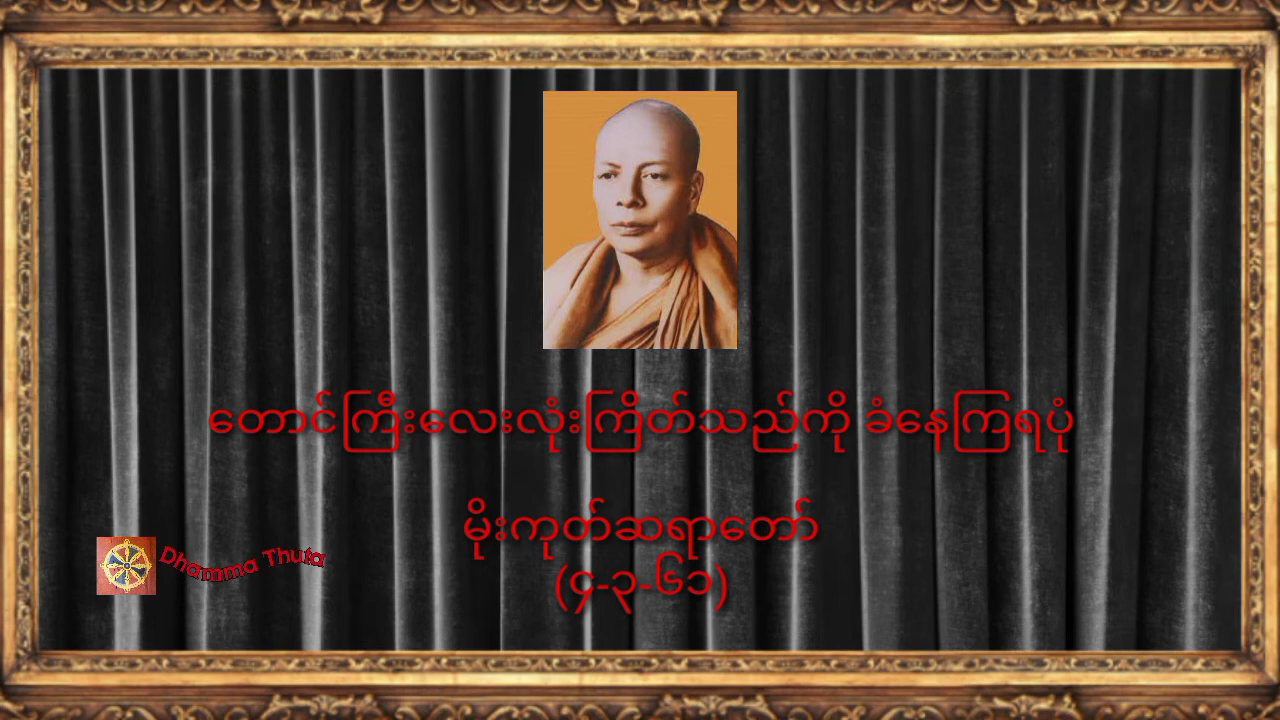 တောင်ကြီးလေးလုံးကြိတ်သည်ကို ခံနေကြရပုံ
မိုးကုတ်ဆရာတော်
Dhamma Thuta
(၄-၃-၆၁)